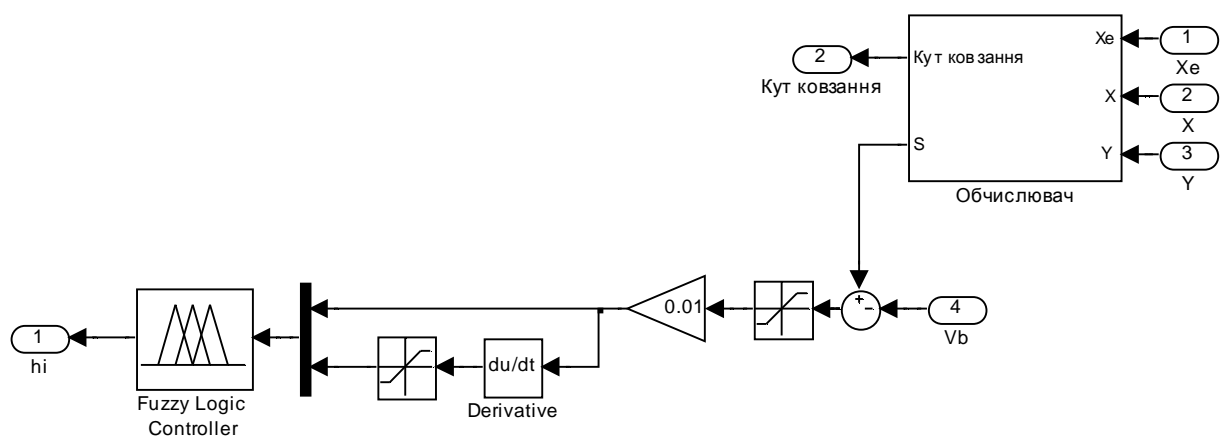 Кут ковзання
S
Xe
X
Y
Обчислювач
1
Xe
2
X
3
Y
2
Кут ковзання
+
-
4
Vb
0.01
du/dt
Derivative
Fuzzy Logic
Controller
1
hi